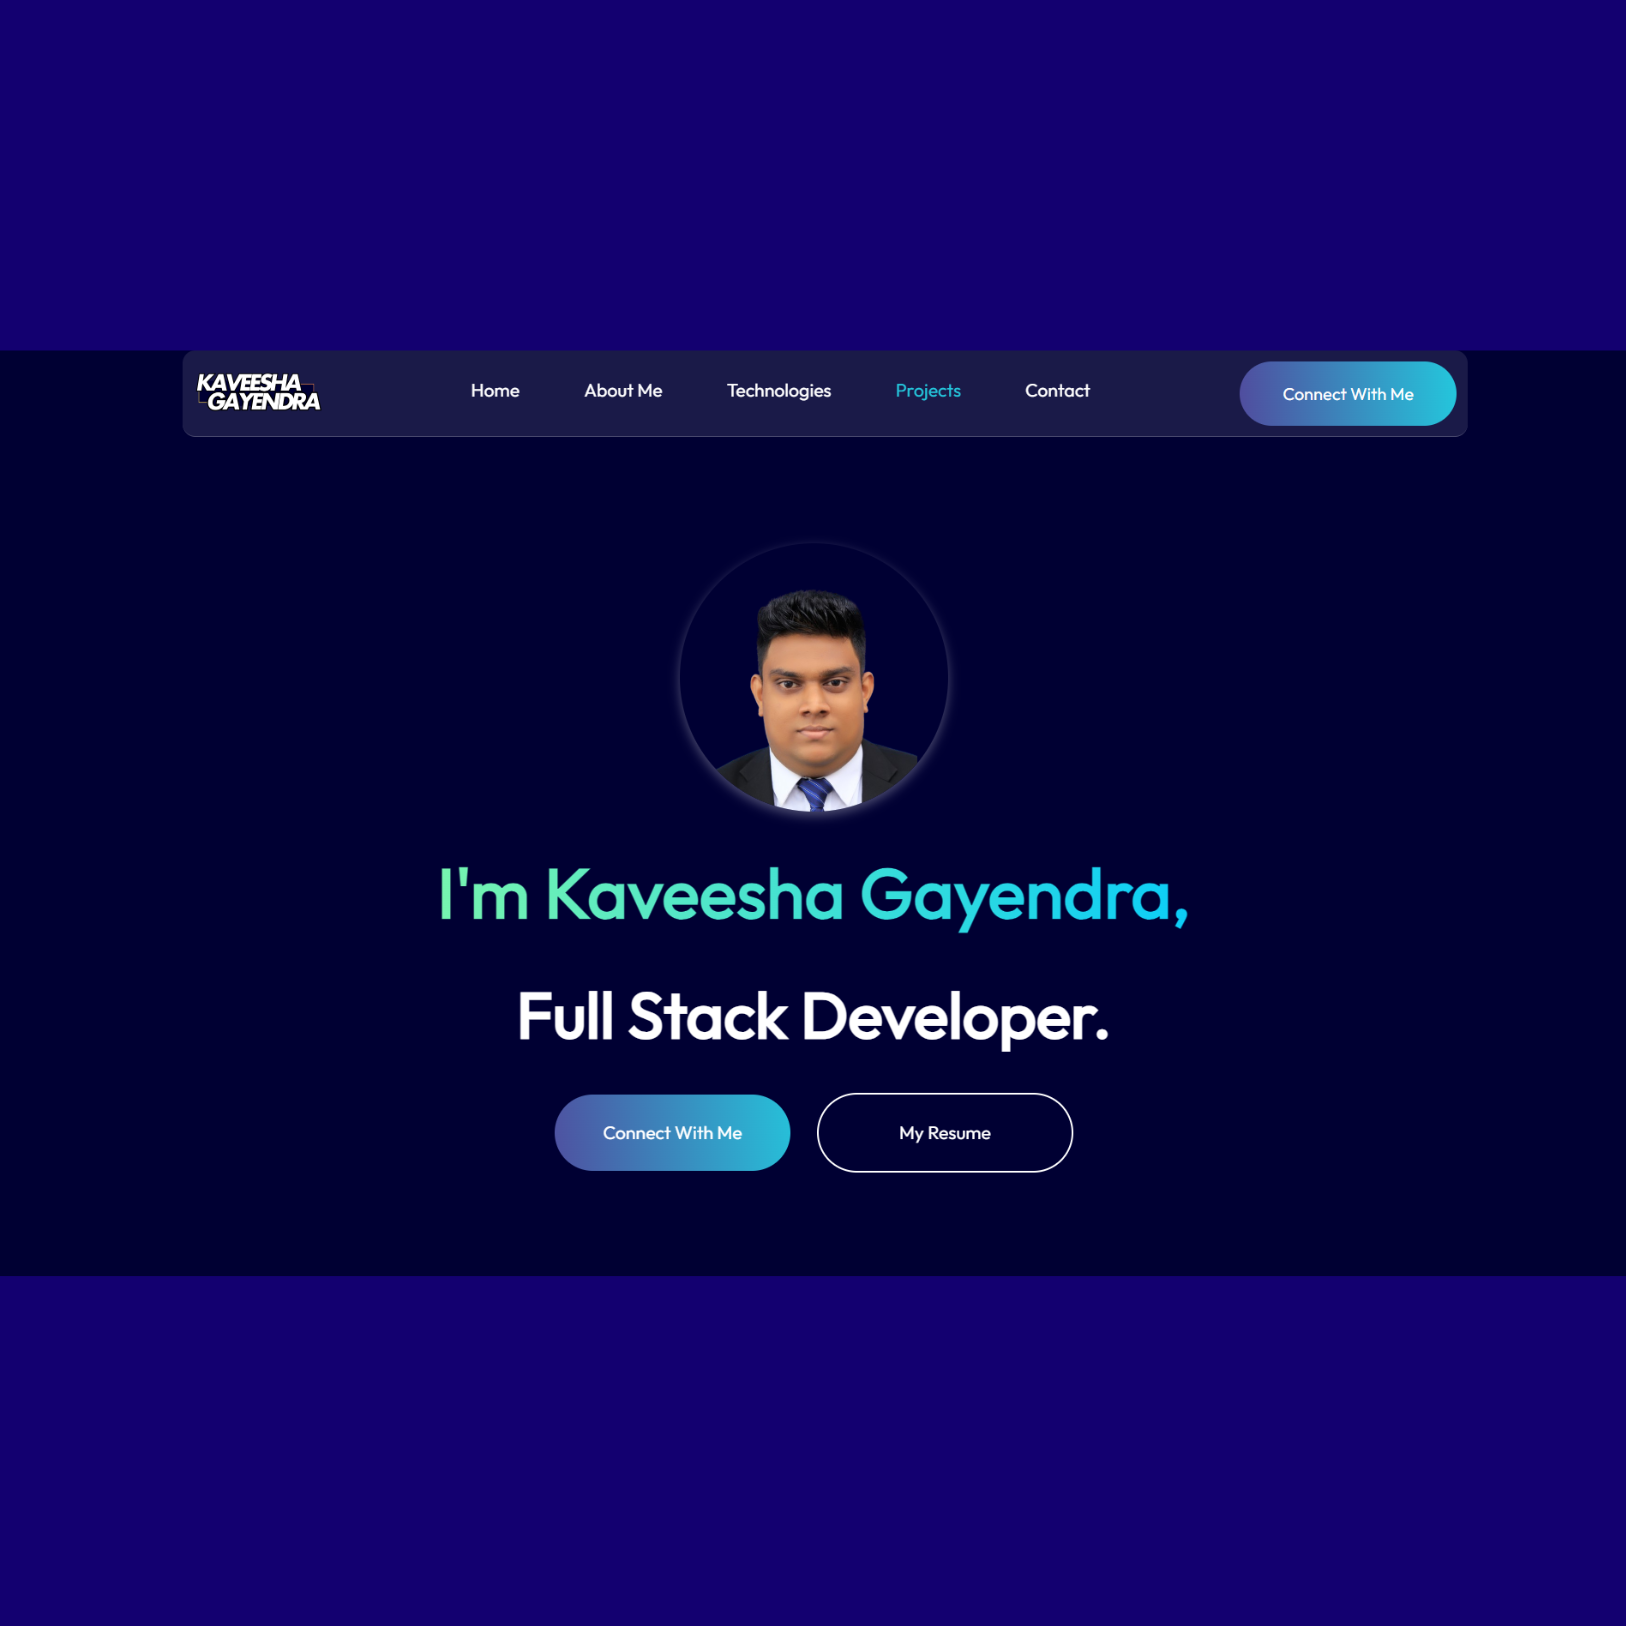 KAVEESHA
GAYENDRA
Home
About Me
Technologies
Projects
Contact
Connect With Me
I'm Kaveesha Gayendra,
Full Stack Developer.
Connect With Me
My Resume